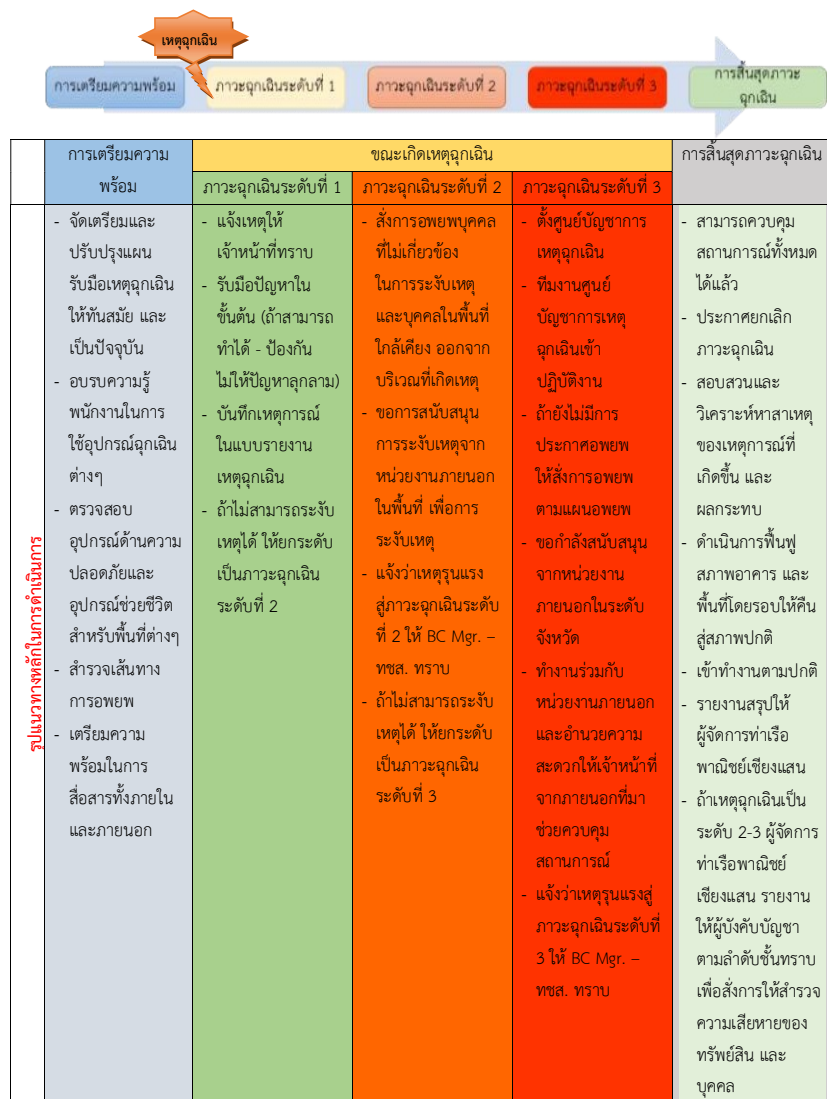 เหตุฉุกเฉิน
การเตรียมความพร้อม
ภาวะฉุกเฉินระดับที่ 1
ภาวะฉุกเฉินระดับที่ 2
ภาวะฉุกเฉินระดับที่ 3
การสิ้นสุดภาวะ
ฉุกเฉิน
การเตรียมความ
พร้อม
ขณะเกิดเหตุฉุกเฉิน
การสิ้นสุดภาวะฉุกเฉิน
ภาวะฉุกเฉินระดับที่ 1
ภาวะฉุกเฉินระดับที่ 2
ภาวะฉุกเฉินระดับที่ 3
รูปแนวทางหลักในการดำเนินการ
- จัดเตรียมและ
ปรับปรุงแผน
รับมือเหตุฉุกเฉิน
ให้ทันสมัย และ
เป็นปัจจุบัน
- อบรบความรู้
พนักงานในการ
ใช้อุปกรณ์ฉุกเฉิน
ต่างๆ
- ตรวจสอบ
อุปกรณ์ด้านความ
ปลอดภัยและ
อุปกรณ์ช่วยชีวิต
สำหรับพื้นที่ต่างๆ
- สำรวจเส้นทาง
การอพยพ
- เตรียมความ
พร้อมในการ
สื่อสารทั้งภายใน
และภายนอก
- แจ้งเหตุให้
เจ้าหน้าที่ทราบ
- รับมือปัญหาใน
ขั้นต้น (ถ้าสามารถ
ทำได้ - ป้องกัน
ไม่ให้ปัญหาลุกลาม)
- บันทึกเหตุการณ์
ในแบบรายงาน
เหตุฉุกเฉิน
- ถ้าไม่สามารถระงับ
เหตุได้ ให้ยกระดับ
เป็นภาวะฉุกเฉิน
ระดับที่ 2
- สั่งการอพยพบุคคล
ที่ไม่เกี่ยวข้อง
ในการระงับเหตุ
และบุคคลในพื้นที่
ใกล้เคียง ออกจาก
บริเวณที่เกิดเหตุ
- ขอการสนับสนุน
การระงับเหตุจาก
หน่วยงานภายนอก
ในพื้นที่ เพื่อการ
ระงับเหตุ
- แจ้งว่าเหตุรุนแรง
สู่ภาวะฉุกเฉินระดับ
ที่ 2 ให้ BC Mgr. –
ทชส. ทราบ
- ถ้าไม่สามารถระงับ
เหตุได้ ให้ยกระดับ
เป็นภาวะฉุกเฉิน
ระดับที่ 3
- ตั้งศูนย์บัญชาการ
เหตุฉุกเฉิน
- ทีมงานศูนย์
บัญชาการเหตุ
ฉุกเฉินเข้า
ปฏิบัติงาน
- ถ้ายังไม่มีการ
ประกาศอพยพ
ให้สั่งการอพยพ
ตามแผนอพยพ
- ขอกำลังสนับสนุน
จากหน่วยงาน
ภายนอกในระดับ
จังหวัด
- ทำงานร่วมกับ
หน่วยงานภายนอก
และอำนวยความ
สะดวกให้เจ้าหน้าที่
จากภายนอกที่มา
ช่วยควบคุม
สถานการณ์
- แจ้งว่าเหตุรุนแรงสู่
ภาวะฉุกเฉินระดับที่
3 ให้ BC Mgr. –
ทชส. ทราบ
- สามารถควบคุม
สถานการณ์ทั้งหมด
ได้แล้ว
- ประกาศยกเลิก
ภาวะฉุกเฉิน
- สอบสวนและ
วิเคราะห์หาสาเหตุ
ของเหตุการณ์ที่
เกิดขึ้น และ
ผลกระทบ
- ดำเนินการฟื้นฟู
สภาพอาคาร และ
พื้นที่โดยรอบให้คืน
สู่สภาพปกติ
- เข้าทำงานตามปกติ
- รายงานสรุปให้
ผู้จัดการท่าเรือ
พาณิชย์เชียงแสน
- ถ้าเหตุฉุกเฉินเป็น
ระดับ 2-3 ผู้จัดการ
ท่าเรือพาณิชย์
เชียงแสน รายงาน
ให้ผู้บังคับบัญชา
ตามลำดับชั้นทราบ
เพื่อสั่งการให้สำรวจ
ความเสียหายของ
ทรัพย์สิน และ
บุคคล